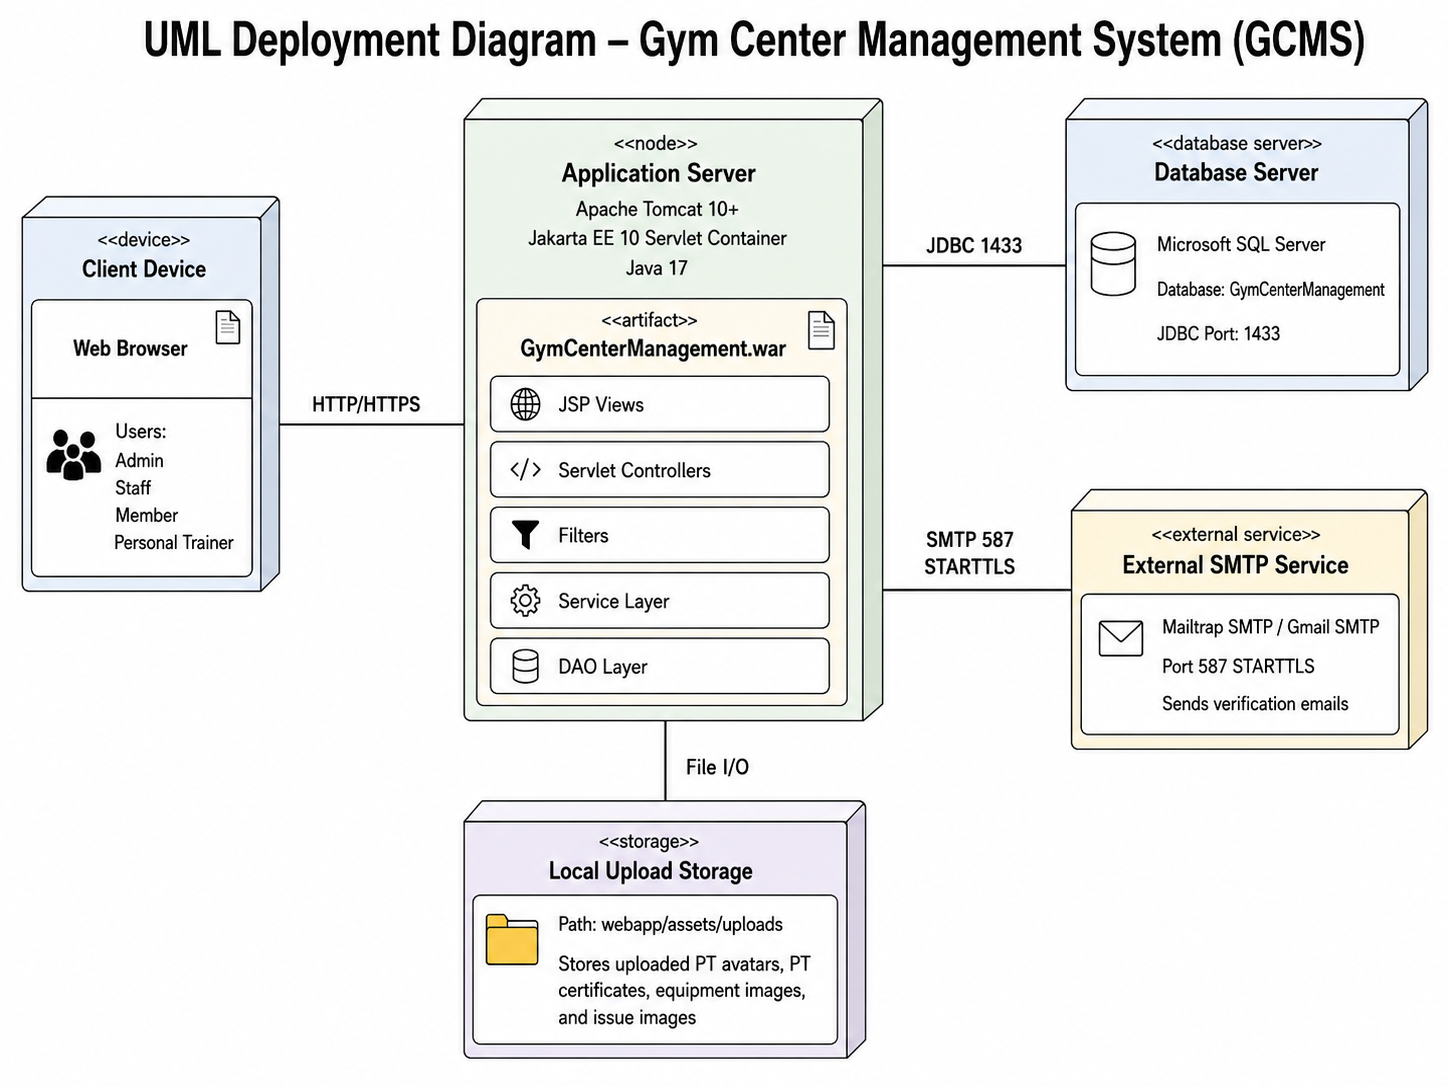 UML Deployment Diagram – Gym Center Management System (GCMS)
<<device>>
Client Device
Web Browser
Users:
Admin
Staff
Member
Personal Trainer
HTTP/HTTPS
<<node>>
Application Server
Apache Tomcat 10+
Jakarta EE 10 Servlet Container
Java 17
<<artifact>>
GymCenterManagement.war
JSP Views
</> Servlet Controllers
Filters
Service Layer
DAO Layer
JDBC 1433
<<database server>>
Database Server
Microsoft SQL Server
Database: GymCenterManagement
JDBC Port: 1433
SMTP 587
STARTTLS
<<external service>>
External SMTP Service
Mailtrap SMTP / Gmail SMTP
Port 587 STARTTLS
Sends verification emails
File I/O
<<storage>>
Local Upload Storage
Path: webapp/assets/uploads
Stores uploaded PT avatars, PT
certificates, equipment images,
and issue images